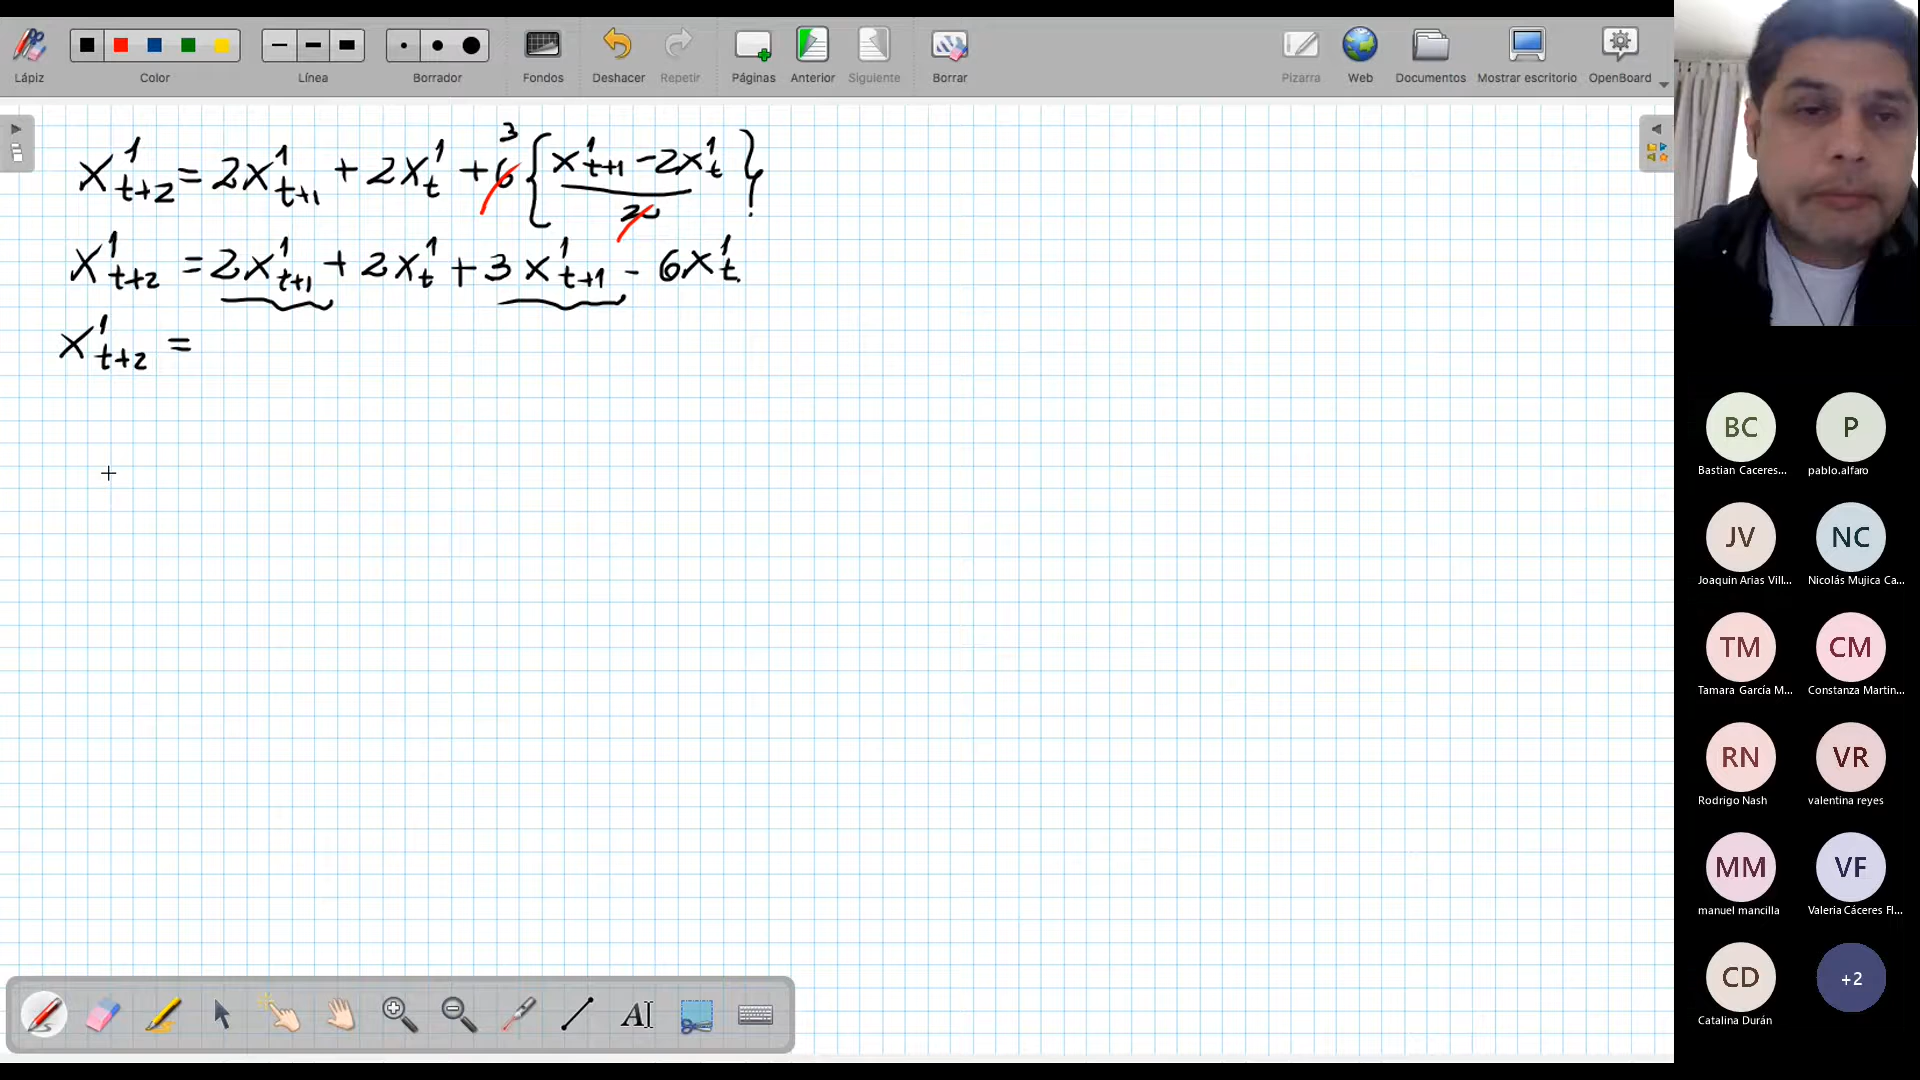 Lápiz Color Línea Borrador Fondos Deshacer Repetir Páginas Anterior Siguiente Borrar Pizarra Web Documentos Mostrar escritorio OpenBoard
x¹ₜ₊₂ = 2x¹ₜ₊₁ + 2x¹ₜ + 6 3 { (x¹ₜ₊₁ - 2x¹ₜ) / 2 }
x¹ₜ₊₂ = 2x¹ₜ₊₁ + 2x¹ₜ + 3x¹ₜ₊₁ - 6x¹ₜ
x¹ₜ₊₂ =
BC P
Bastian Caceres... pablo.alfaro
JV NC
Joaquin Arias Vill... Nicolás Mujica Ca...
TM CM
Tamara García M... Constanza Martin...
RN VR
Rodrigo Nash valentina reyes
MM VF
manuel mancilla Valeria Cáceres Fl...
CD +2
Catalina Durán